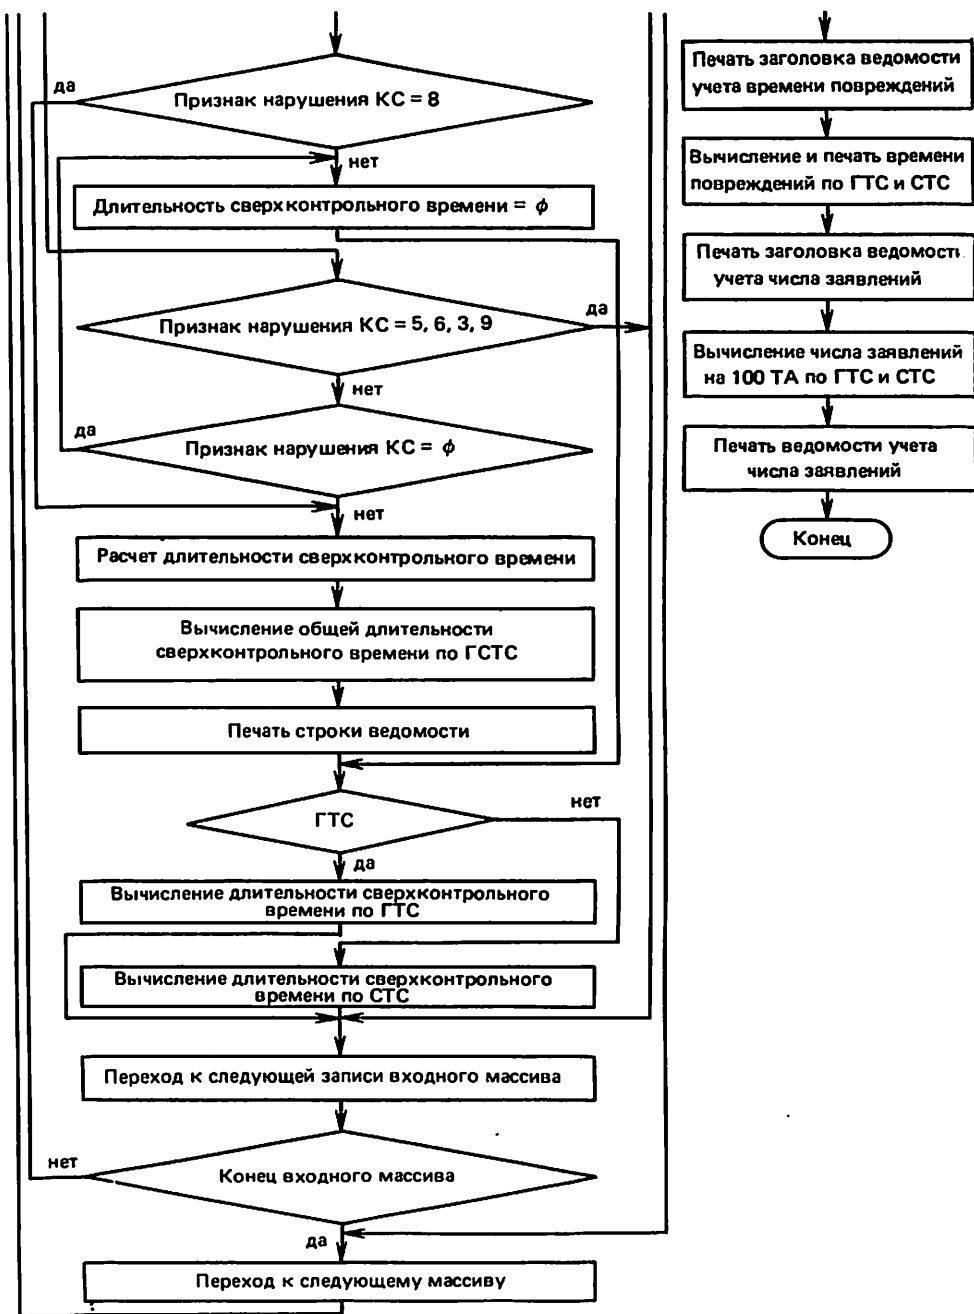 да
Признак нарушения КС = 8
нет
Длительность сверхконтрольного времени = ϕ
Признак нарушения КС = 5, 6, 3, 9
да
нет
да
Признак нарушения КС = ϕ
нет
Расчет длительности сверхконтрольного времени
Вычисление общей длительности
сверхконтрольного времени по ГСТС
Печать строки ведомости
ГТС
нет
да
Вычисление длительности сверхконтрольного
времени по ГТС
Вычисление длительности сверхконтрольного
времени по СТС
Переход к следующей записи входного массива
нет
Конец входного массива
да
Переход к следующему массиву
Печать заголовка ведомости
учета времени повреждений
Вычисление и печать времени
повреждений по ГТС и СТС
Печать заголовка ведомости
учета числа заявлений
Вычисление числа заявлений
на 100 ТА по ГТС и СТС
Печать ведомости учета
числа заявлений
Конец